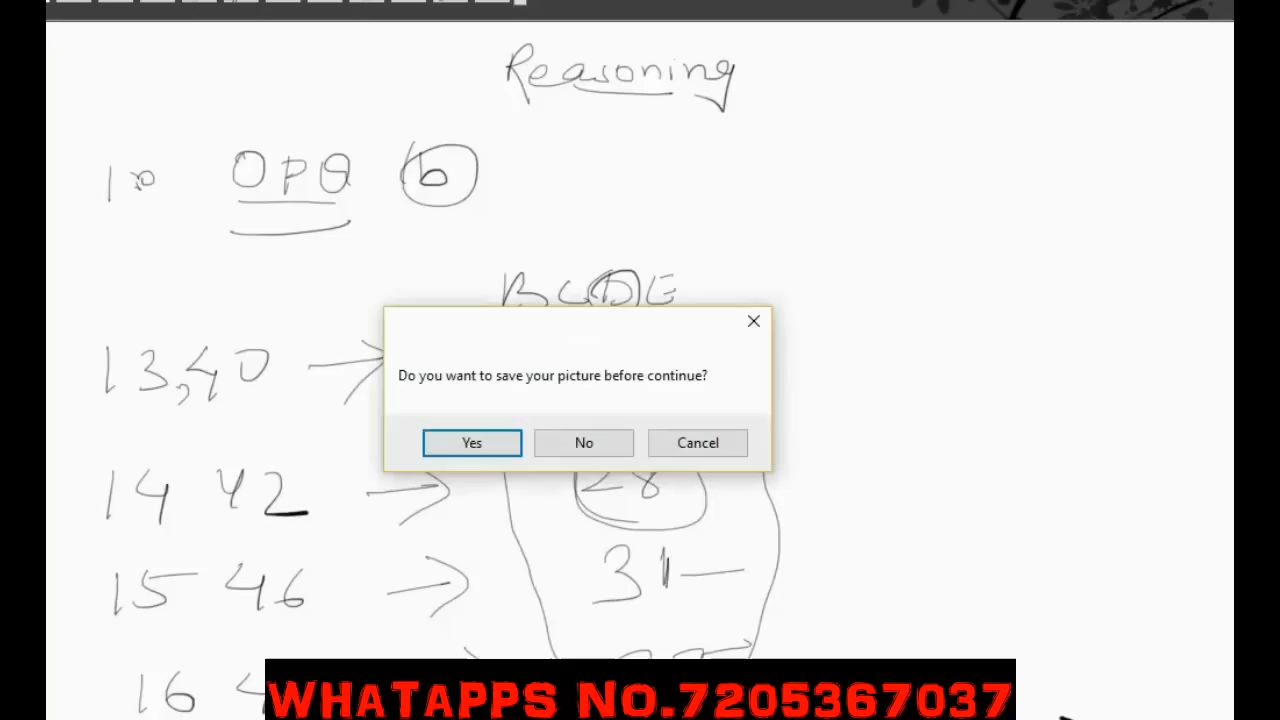 Reasoning
1. OPQ b
BCDE
13,40 →
Do you want to save your picture before continue?
Yes No Cancel
14 42 → 28
15 46 → 31
16
WHATAPPS NO.7205367037